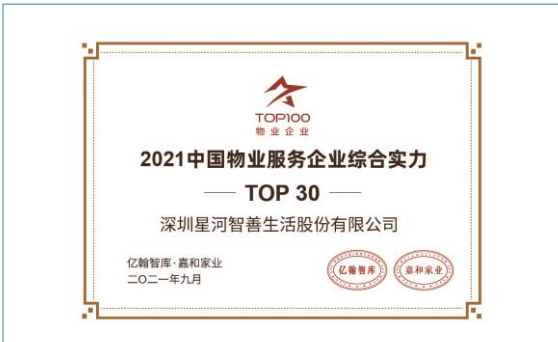 TOP100
物业企业
2021中国物业服务企业综合实力
TOP 30
深圳星河智善生活股份有限公司
亿翰智库·嘉和家业
二〇二一年九月
亿翰智库
嘉和家业